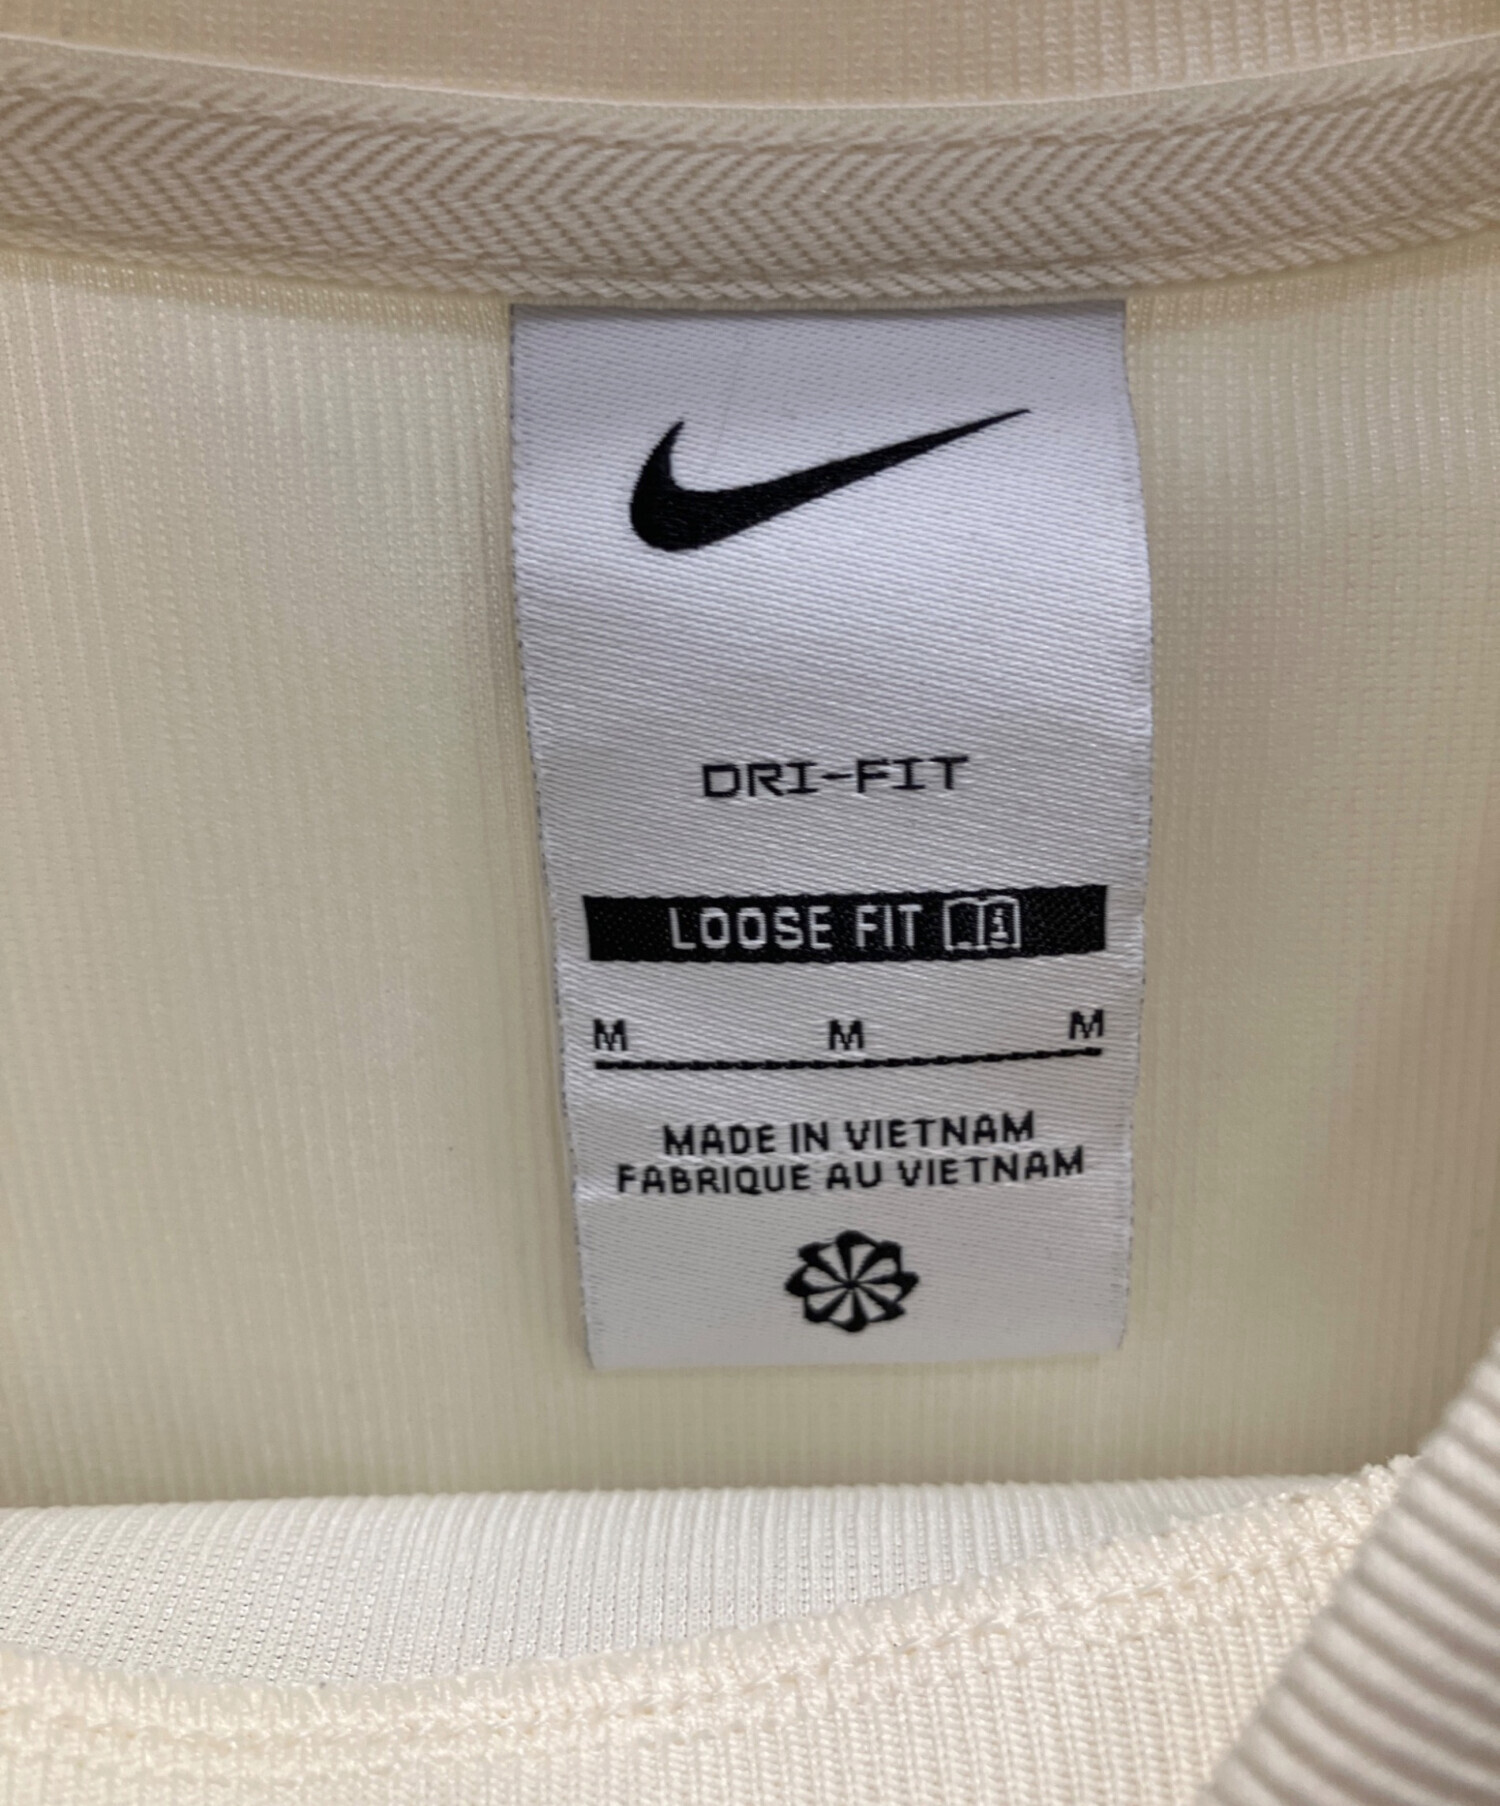 DRI-FIT
LOOSE FIT
M M M
MADE IN VIETNAM
FABRIQUE AU VIETNAM